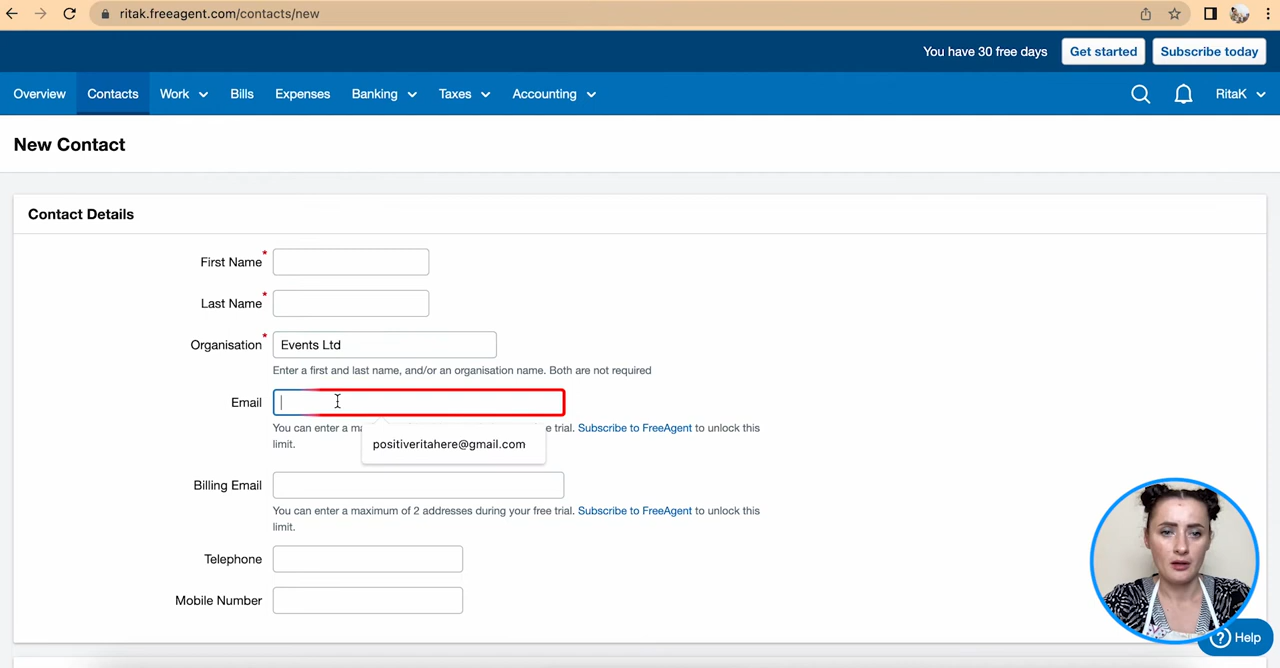 ritak.freeagent.com/contacts/new
You have 30 free days Get started Subscribe today
Overview Contacts Work Bills Expenses Banking Taxes Accounting RitaK
New Contact
Contact Details
First Name*
Last Name*
Organisation* Events Ltd
Enter a first and last name, and/or an organisation name. Both are not required
Email
You can enter a ma e trial. Subscribe to FreeAgent to unlock this
limit.
positiveritahere@gmail.com
Billing Email
You can enter a maximum of 2 addresses during your free trial. Subscribe to FreeAgent to unlock this
limit.
Telephone
Mobile Number
? Help